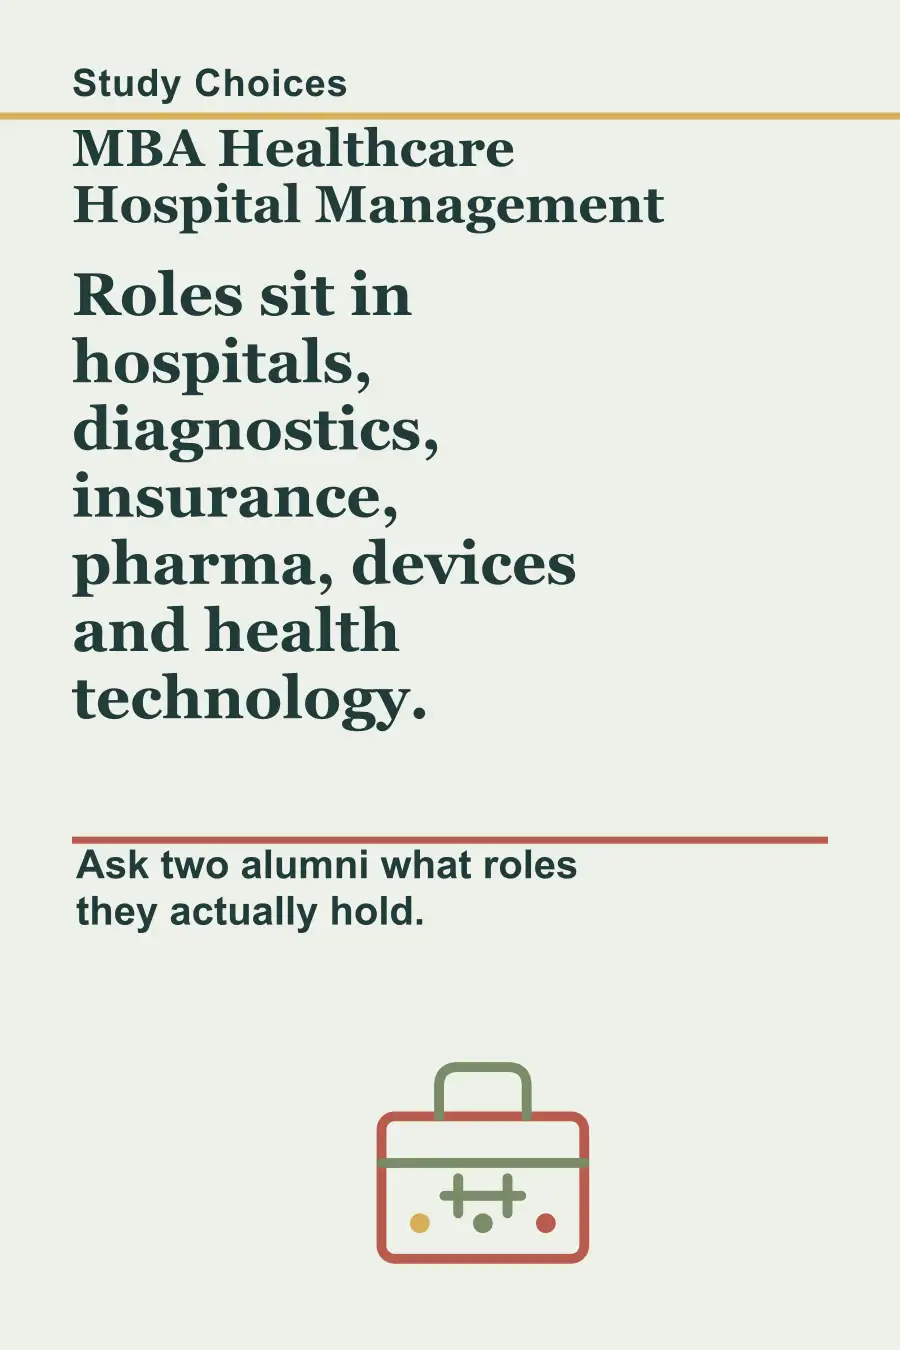 Study Choices
MBA Healthcare
Hospital Management
Roles sit in
hospitals,
diagnostics,
insurance,
pharma, devices
and health
technology.
Ask two alumni what roles
they actually hold.